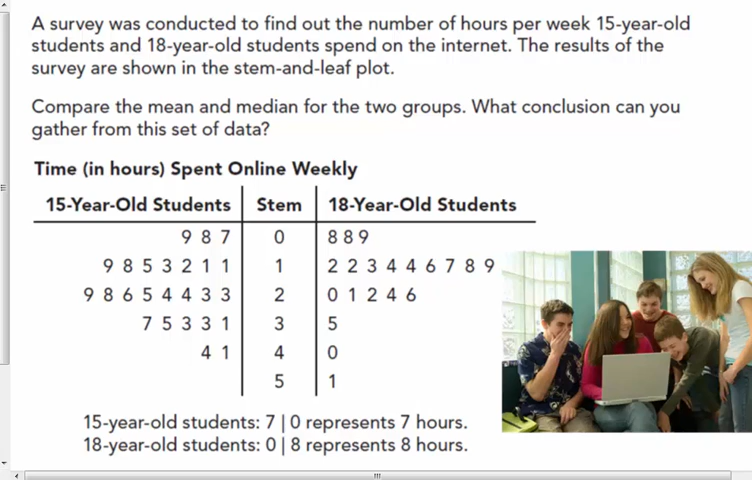 A survey was conducted to find out the number of hours per week 15-year-old
students and 18-year-old students spend on the internet. The results of the
survey are shown in the stem-and-leaf plot.
Compare the mean and median for the two groups. What conclusion can you
gather from this set of data?
Time (in hours) Spent Online Weekly
15-Year-Old Students Stem 18-Year-Old Students
9 8 7 0 8 8 9
9 8 5 3 2 1 1 1 2 2 3 4 4 6 7 8 9
9 8 6 5 4 4 3 3 2 0 1 2 4 6
7 5 3 3 1 3 5
4 1 4 0
5 1
15-year-old students: 7 | 0 represents 7 hours.
18-year-old students: 0 | 8 represents 8 hours.